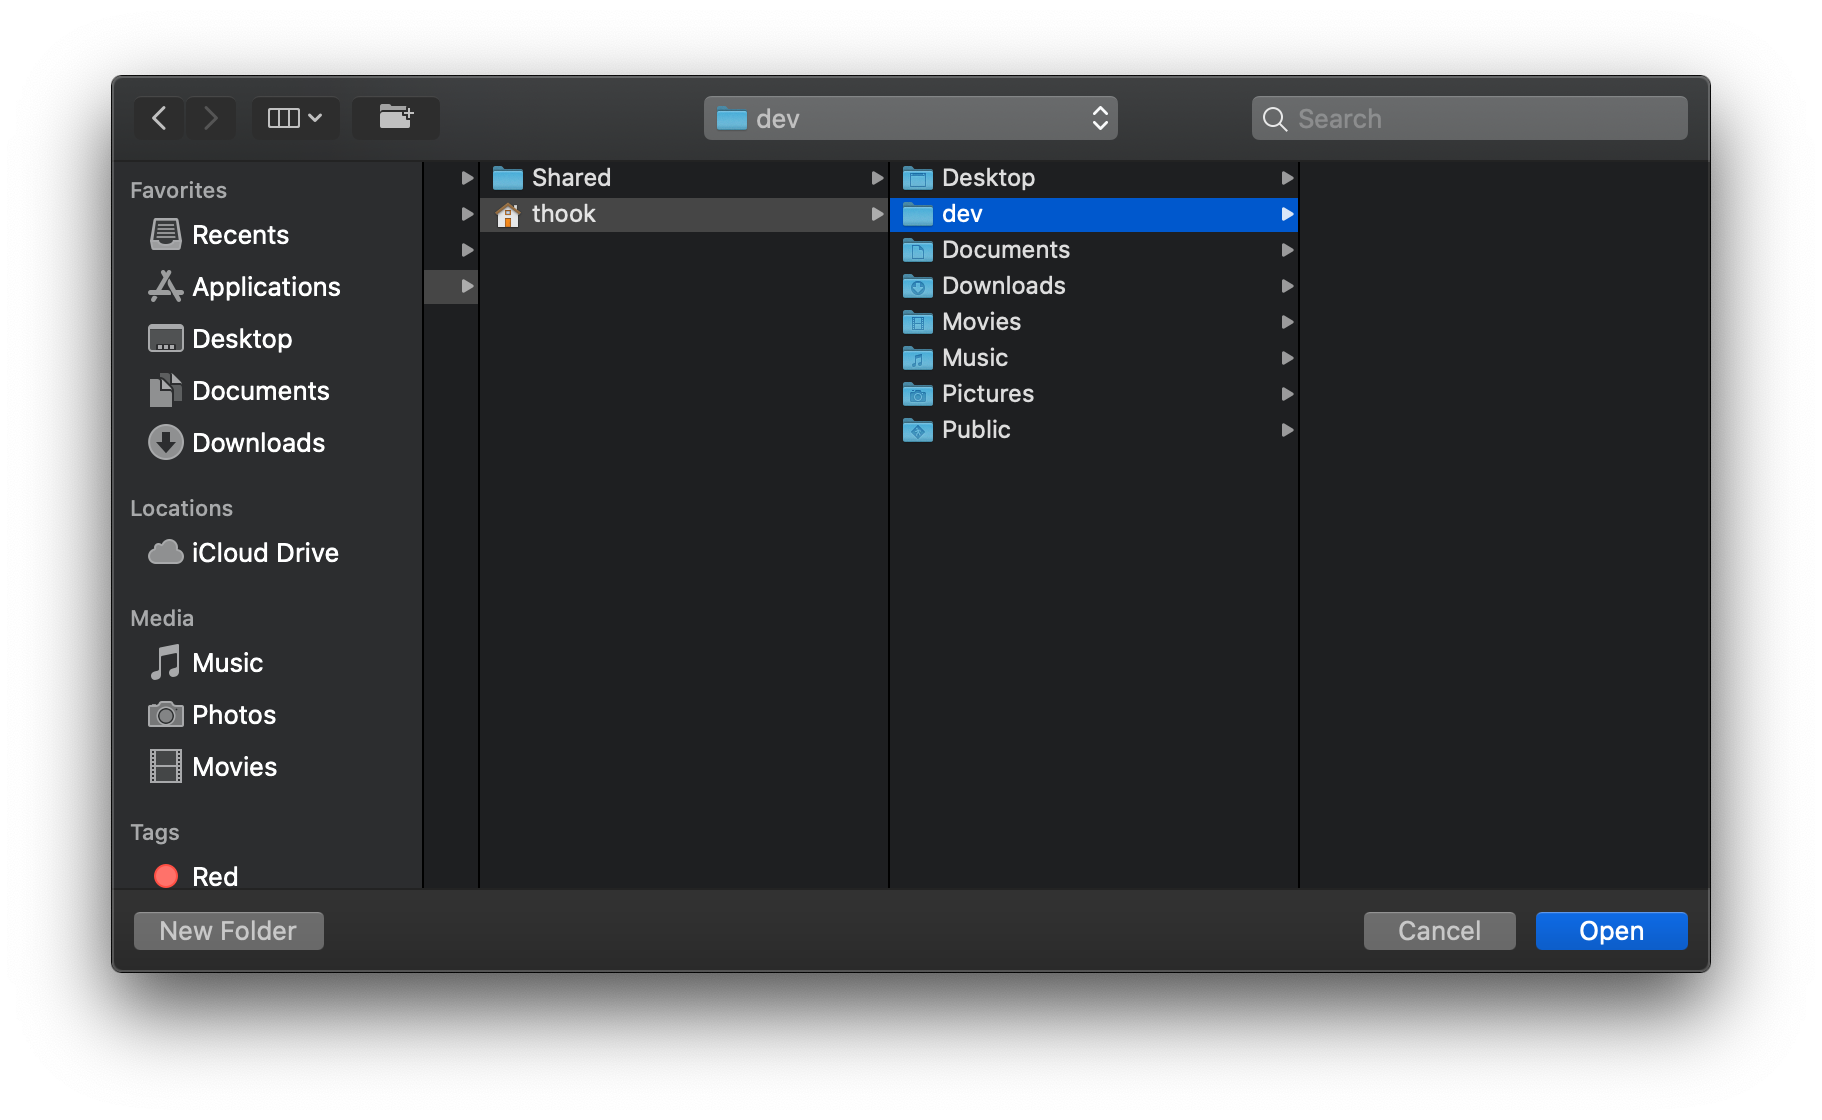 dev
Search
Favorites
Recents
Applications
Desktop
Documents
Downloads
Locations
iCloud Drive
Media
Music
Photos
Movies
Tags
Red
Shared
thook
Desktop
dev
Documents
Downloads
Movies
Music
Pictures
Public
New Folder
Cancel
Open